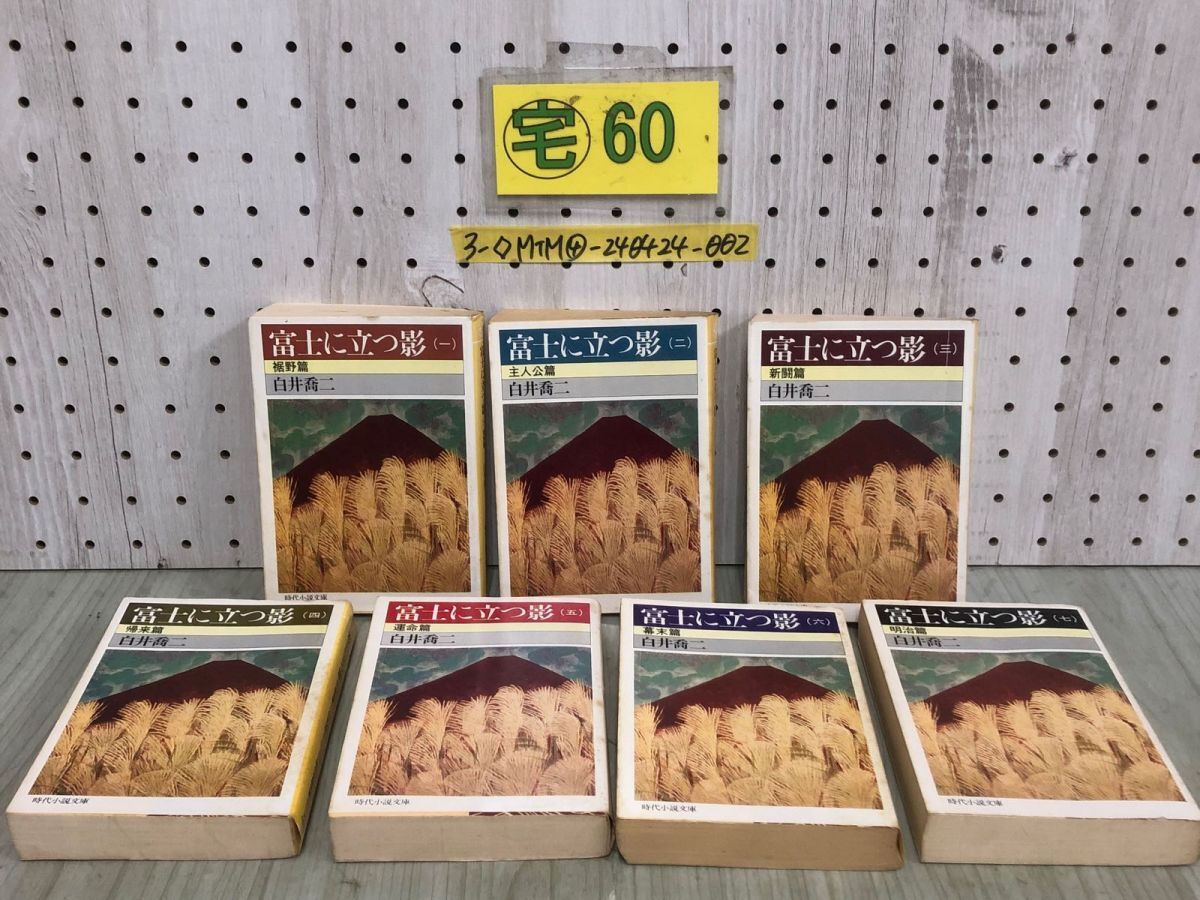 宅 60
3-◇MTM④-240424-002
富士に立つ影(一)
裾野篇
白井喬二
時代小説文庫
富士に立つ影(二)
主人公篇
白井喬二
富士に立つ影(三)
新闘篇
白井喬二
富士に立つ影(四)
帰来篇
白井喬二
時代小説文庫
富士に立つ影(五)
運命篇
白井喬二
時代小説文庫
富士に立つ影(六)
幕末篇
白井喬二
時代小説文庫
富士に立つ影(七)
明治篇
白井喬二
時代小説文庫